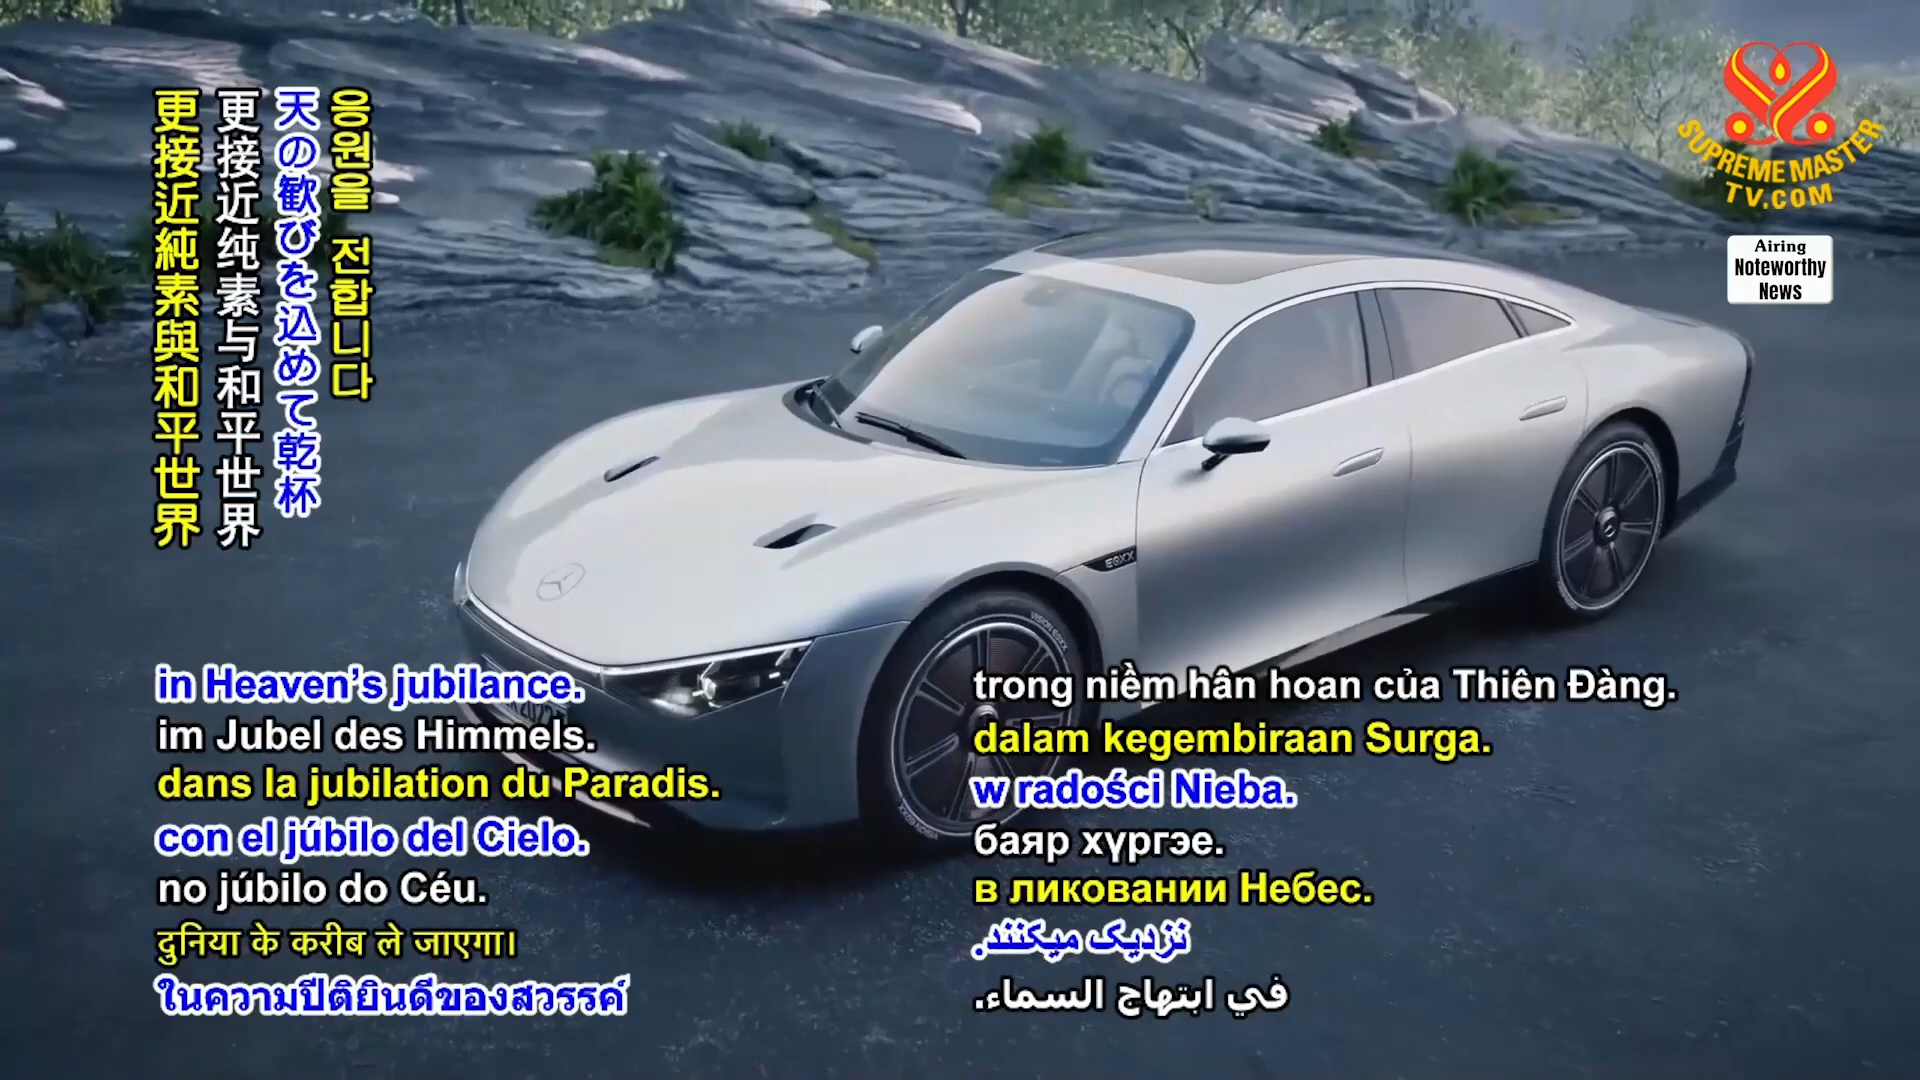 更接近純素與和平世界
更接近纯素与和平世界
天の歓びを込めて乾杯
응원을 전합니다
SUPREME MASTER
TV.COM
Airing
Noteworthy
News
EQXX
VISION EQXX
VISION EQXX
in Heaven’s jubilance.
im Jubel des Himmels.
dans la jubilation du Paradis.
con el júbilo del Cielo.
no júbilo do Céu.
दुनिया के करीब ले जाएगा।
ในความปีติยินดีของสวรรค์
trong niềm hân hoan của Thiên Đàng.
dalam kegembiraan Surga.
w radości Nieba.
баяр хүргэе.
в ликовании Небес.
نزدیک میکنند.
في ابتهاج السماء.